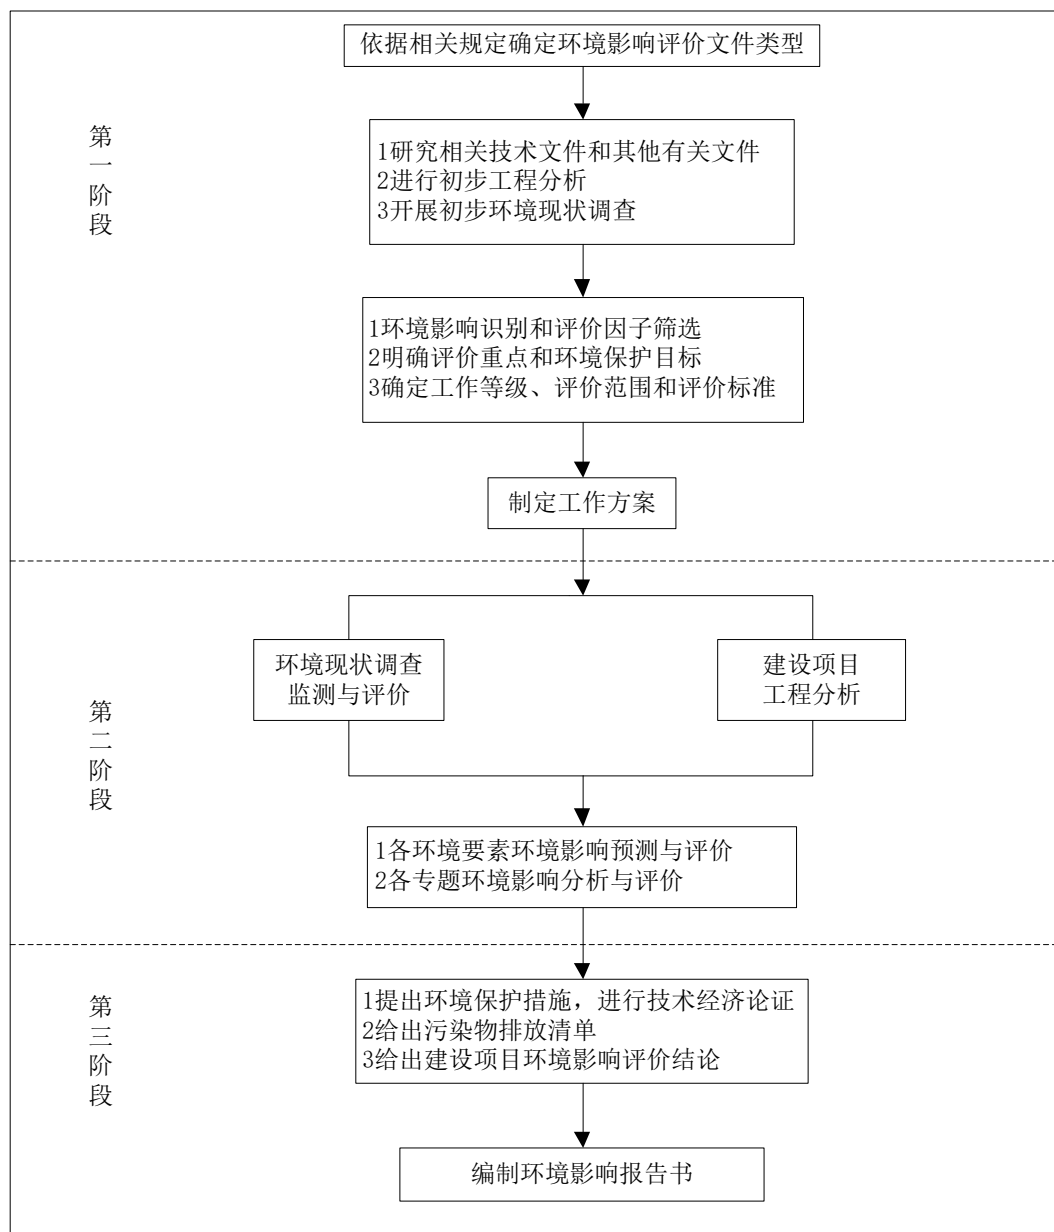 依据相关规定确定环境影响评价文件类型
第一阶段
1研究相关技术文件和其他有关文件
2进行初步工程分析
3开展初步环境现状调查
1环境影响识别和评价因子筛选
2明确评价重点和环境保护目标
3确定工作等级、评价范围和评价标准
制定工作方案
第二阶段
环境现状调查
监测与评价
建设项目
工程分析
1各环境要素环境影响预测与评价
2各专题环境影响分析与评价
第三阶段
1提出环境保护措施，进行技术经济论证
2给出污染物排放清单
3给出建设项目环境影响评价结论
编制环境影响报告书